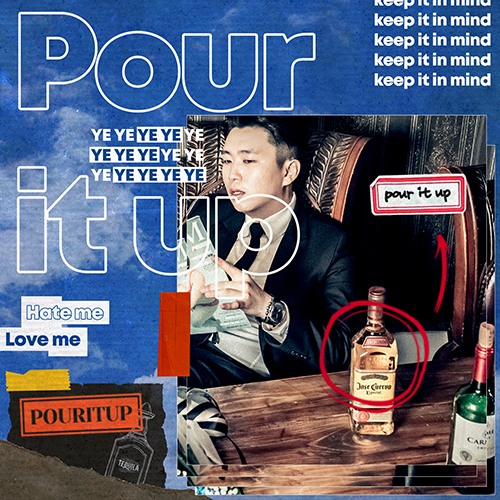 Pour
it up
keep it in mind
keep it in mind
keep it in mind
keep it in mind
keep it in mind
YE YE YE YE YE
YE YE YE YE YE
YE YE YE YE YE
pour it up
Hate me
Love me
POURITUP
TEQUILA
Jose Cuervo
Especial